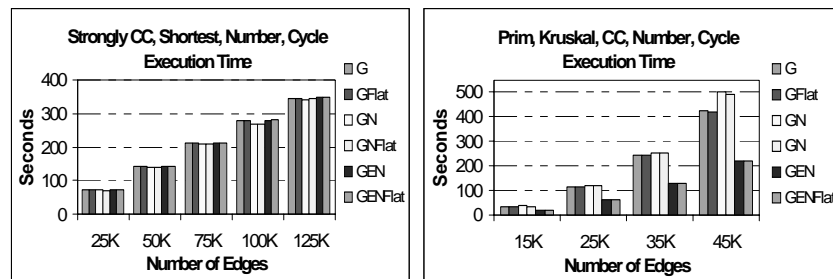 Strongly CC, Shortest, Number, Cycle
Execution Time
400
300
200
100
0
Seconds
25K 50K 75K 100K 125K
Number of Edges
G
GFlat
GN
GNFlat
GEN
GENFlat
Prim, Kruskal, CC, Number, Cycle
Execution Time
500
400
300
200
100
0
Seconds
15K 25K 35K 45K
Number of Edges
G
GFlat
GN
GN
GEN
GENFlat